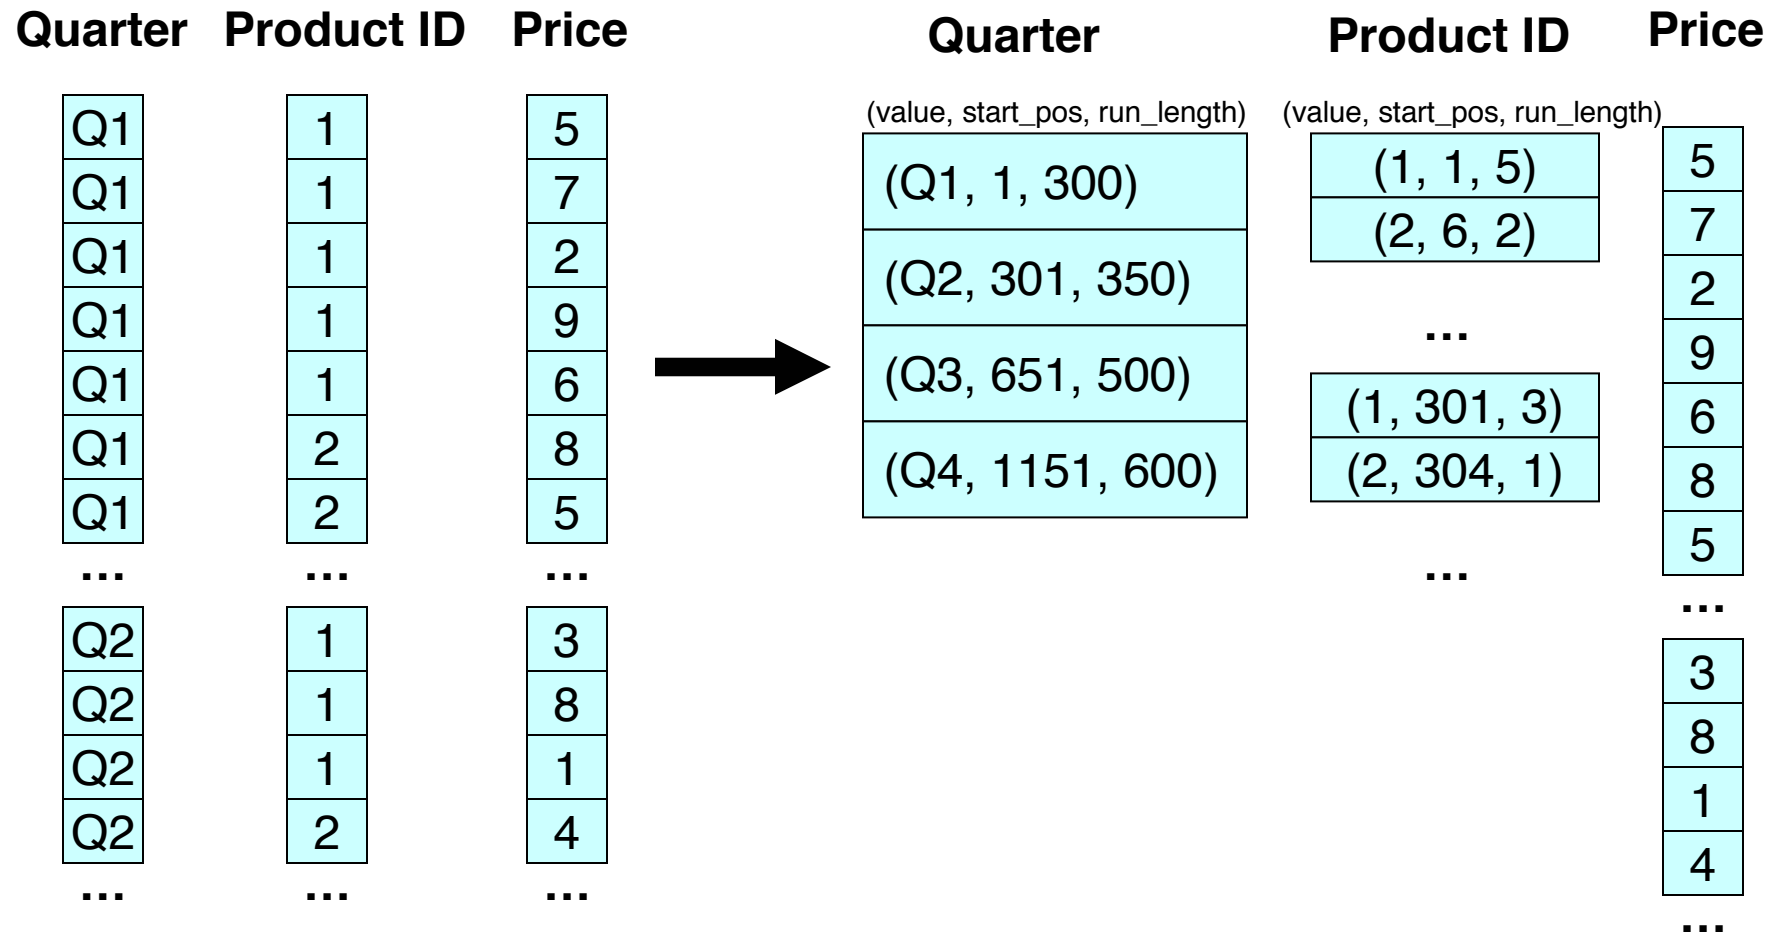 Quarter Product ID Price Quarter Product ID Price
(value, start_pos, run_length) (value, start_pos, run_length)
Q1 1 5 (Q1, 1, 300) (1, 1, 5) 5
Q1 1 7 (2, 6, 2) 7
Q1 1 2 (Q2, 301, 350) 2
Q1 1 9 ... 9
Q1 1 6 (Q3, 651, 500) (1, 301, 3) 6
Q1 2 8 (Q4, 1151, 600) (2, 304, 1) 8
Q1 2 5 5
... ... ... ... ...
Q2 1 3 3
Q2 1 8 8
Q2 1 1 1
Q2 2 4 4
... ... ... ...